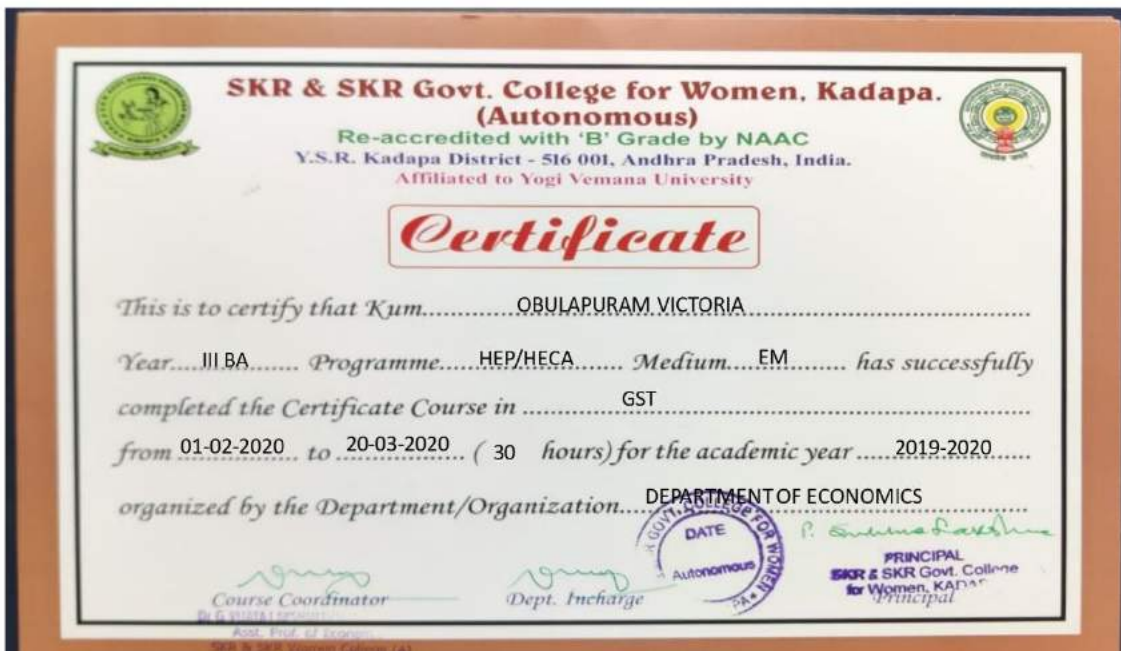 SKR & SKR Govt. College for Women, Kadapa.
(Autonomous)
Re-accredited with 'B' Grade by NAAC
Y.S.R. Kadapa District - 516 001, Andhra Pradesh, India.
Affiliated to Yogi Vemana University
Certificate
This is to certify that Kum.......OBULAPURAM VICTORIA.......
Year....III BA.... Programme....HEP/HECA.... Medium....EM.... has successfully
completed the Certificate Course in .......GST.......
from 01-02-2020 to 20-03-2020 ( 30 hours) for the academic year ....2019-2020....
organized by the Department/Organization....DEPARTMENT OF ECONOMICS
GOVT. COLLEGE FOR WOMEN
DATE
Autonomous
PRINCIPAL
SKR & SKR Govt. College
for Women,
Course Coordinator
Dept. Incharge
Principal
Asst. Prof. of
SKR & SKR Women College (A)